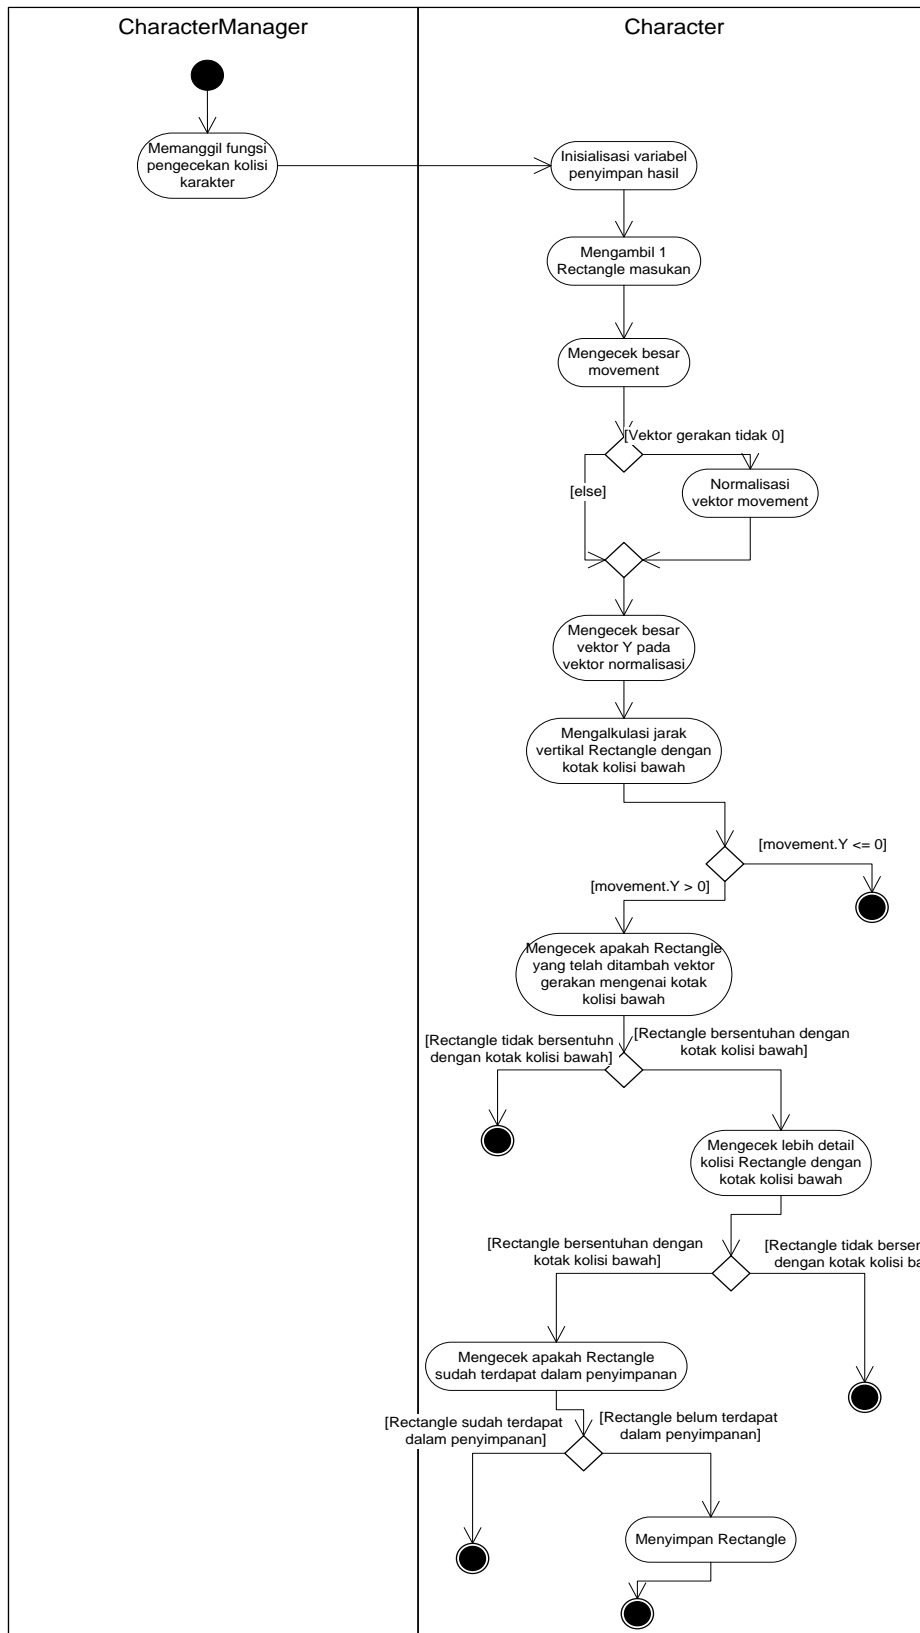 CharacterManager
Character
Memanggil fungsi
pengecekan kolisi
karakter
Inisialisasi variabel
penyimpan hasil
Mengambil 1
Rectangle masukan
Mengecek besar
movement
[Vektor gerakan tidak 0]
[else]
Normalisasi
vektor movement
Mengecek besar
vektor Y pada
vektor normalisasi
Mengalkulasi jarak
vertikal Rectangle dengan
kotak kolisi bawah
[movement.Y <= 0]
[movement.Y > 0]
Mengecek apakah Rectangle
yang telah ditambah vektor
gerakan mengenai kotak
kolisi bawah
[Rectangle tidak bersentuhn
dengan kotak kolisi bawah]
[Rectangle bersentuhan dengan
kotak kolisi bawah]
Mengecek lebih detail
kolisi Rectangle dengan
kotak kolisi bawah
[Rectangle bersentuhan dengan
kotak kolisi bawah]
[Rectangle tidak bersen
dengan kotak kolisi ba
Mengecek apakah Rectangle
sudah terdapat dalam penyimpanan
[Rectangle sudah terdapat
dalam penyimpanan]
[Rectangle belum terdapat
dalam penyimpanan]
Menyimpan Rectangle